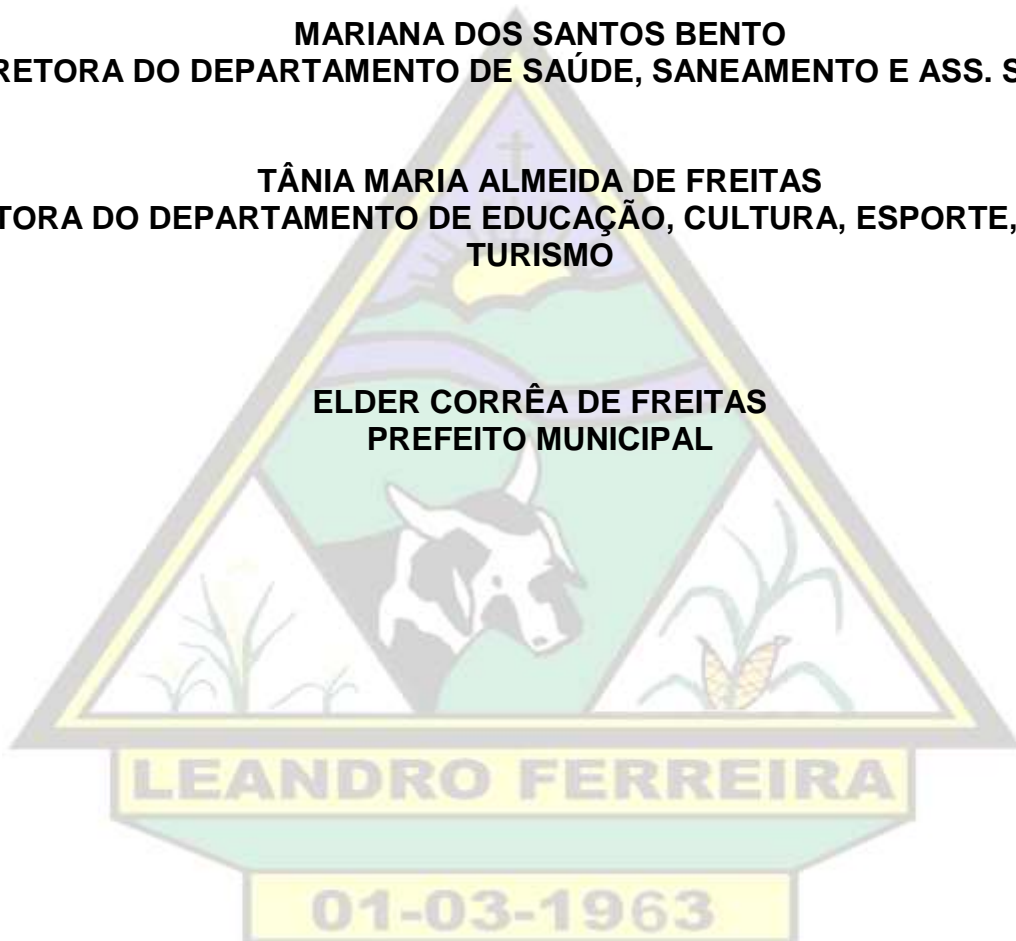 MARIANA DOS SANTOS BENTO
RETORA DO DEPARTAMENTO DE SAÚDE, SANEAMENTO E ASS. S
TÂNIA MARIA ALMEIDA DE FREITAS
TORA DO DEPARTAMENTO DE EDUCAÇÃO, CULTURA, ESPORTE,
TURISMO
ELDER CORRÊA DE FREITAS
PREFEITO MUNICIPAL
LEANDRO FERREIRA
01-03-1963